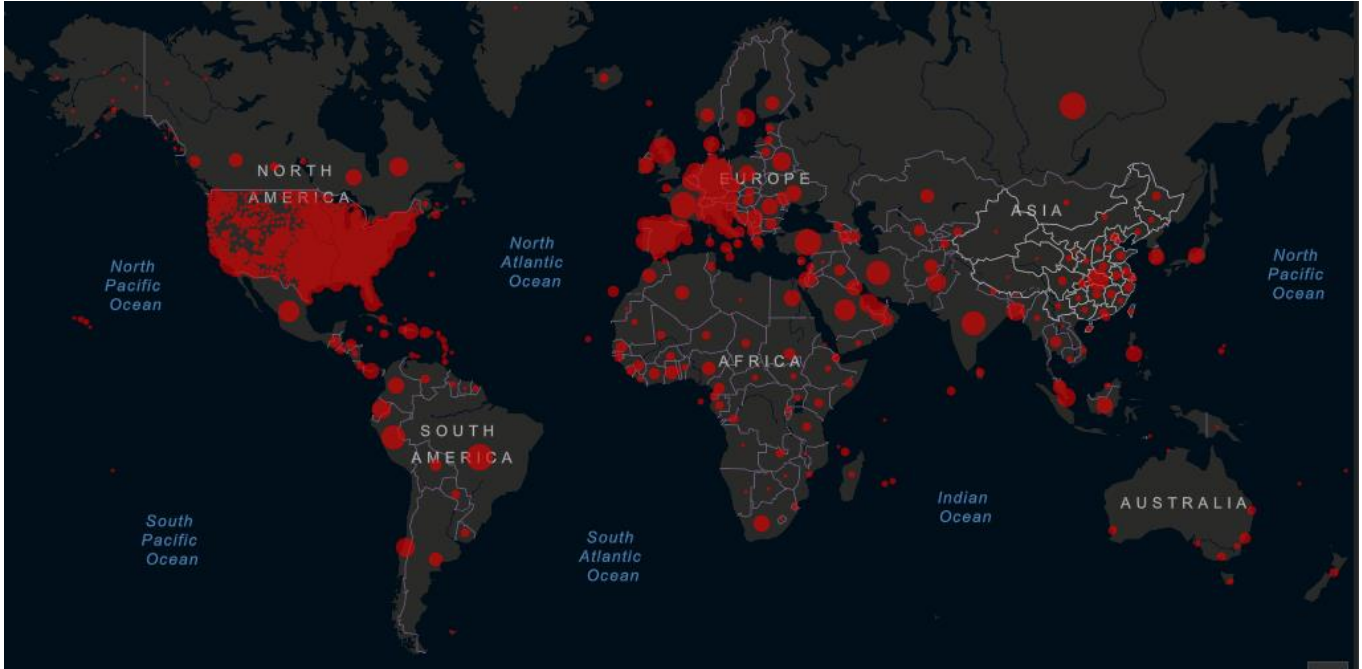 NORTH
AMERICA
EUROPE
ASIA
North
Pacific
Ocean
North
Atlantic
Ocean
North
Pacific
Ocean
AFRICA
SOUTH
AMERICA
South
Pacific
Ocean
South
Atlantic
Ocean
Indian
Ocean
AUSTRALIA